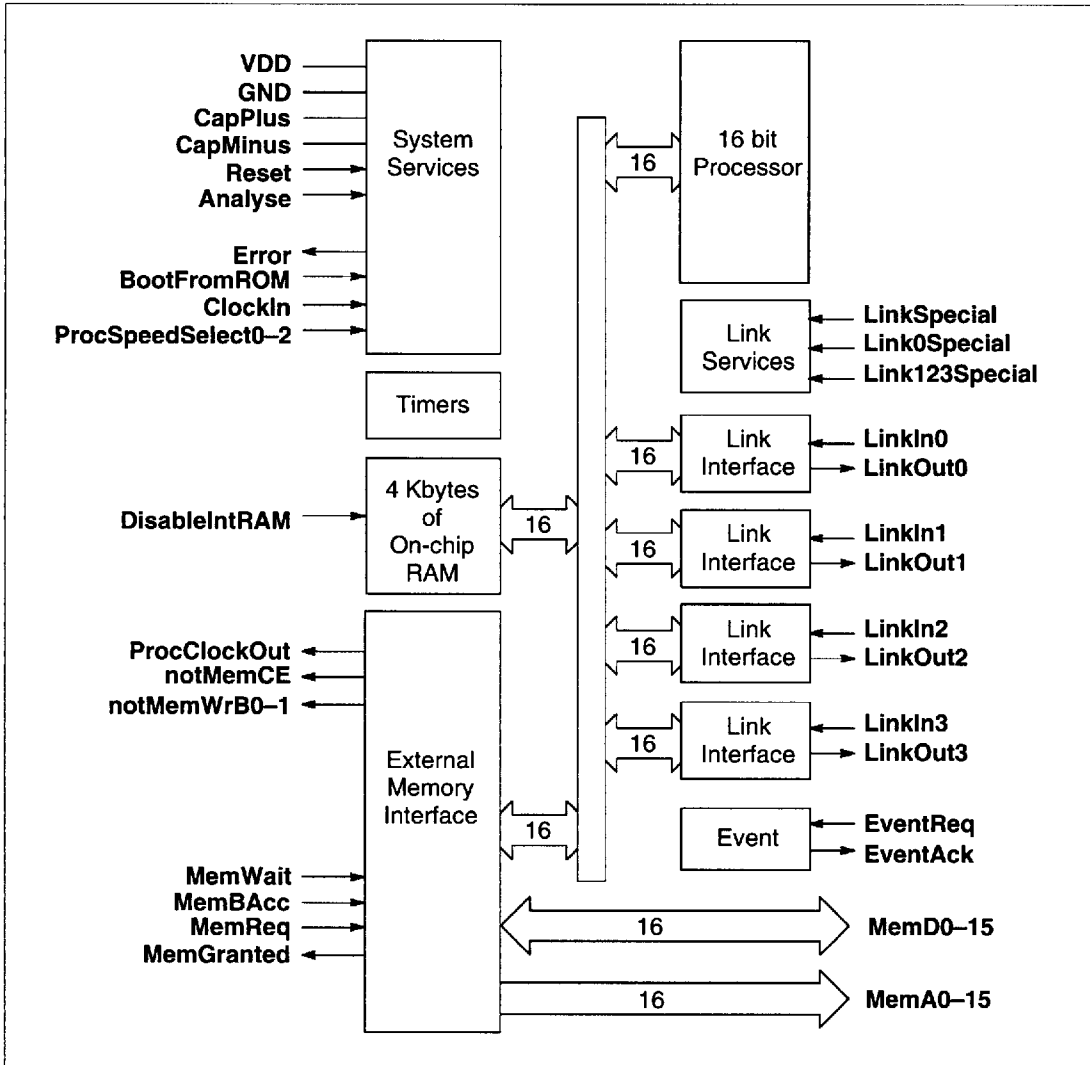 VDD
GND
CapPlus
CapMinus
Reset
Analyse
Error
BootFromROM
ClockIn
ProcSpeedSelect0–2
System
Services
Timers
DisableIntRAM
4 Kbytes
of
On-chip
RAM
16
ProcClockOut
notMemCE
notMemWrB0–1
External
Memory
Interface
16
MemWait
MemBAcc
MemReq
MemGranted
16
16 bit
Processor
Link
Services
LinkSpecial
Link0Special
Link123Special
16
Link
Interface
LinkIn0
LinkOut0
16
Link
Interface
LinkIn1
LinkOut1
16
Link
Interface
LinkIn2
LinkOut2
16
Link
Interface
LinkIn3
LinkOut3
Event
EventReq
EventAck
16
MemD0–15
16
MemA0–15